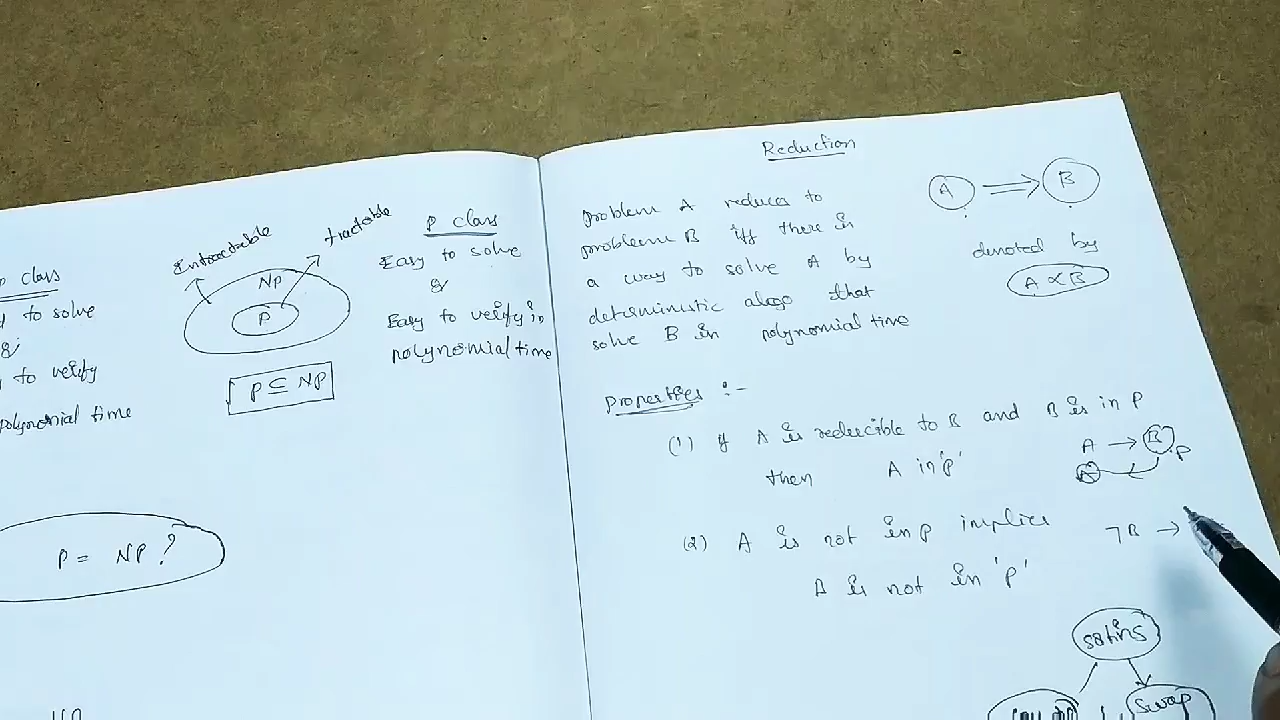 class
to solve
to verify
polynomial time
Entractable
tractable
NP
P
P ⊆ NP
P class
Easy to solve
&
Easy to verify in
polynomial time
P = NP?
Reduction
problem A reduces to
problem B iff there is
a way to solve A by
deterministic alogo that
solve B in polynomial time
A ⇒ B
denoted by
A ∝ B
Properties :-
(1) if A is reducible to B and B is in P
then A in 'P'
A → B
P
A
(2) A is not in P implies
A is not in 'P'
¬B →
Swap